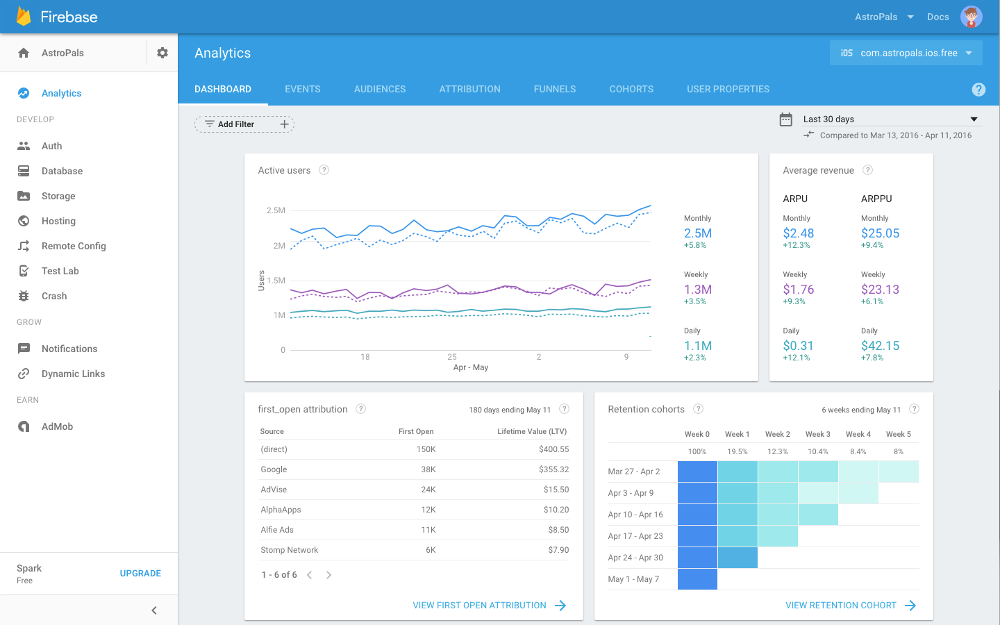 Firebase
AstroPals
Docs
AstroPals
Analytics
DEVELOP
Auth
Database
Storage
Hosting
Remote Config
Test Lab
Crash
GROW
Notifications
Dynamic Links
EARN
AdMob
Spark
Free
UPGRADE
Analytics
iOS com.astropals.ios.free
DASHBOARD EVENTS AUDIENCES ATTRIBUTION FUNNELS COHORTS USER PROPERTIES ?
Add Filter
Last 30 days
Compared to Mar 13, 2016 - Apr 11, 2016
Active users ?
Users
2.5M
2M
1.5M
1M
0
18 25 2 9
Apr - May
Monthly
2.5M
+5.8%
Weekly
1.3M
+3.5%
Daily
1.1M
+2.3%
Average revenue ?
ARPU ARPPU
Monthly Monthly
$2.48 $25.05
+12.3% +9.4%
Weekly Weekly
$1.76 $23.13
+9.3% +6.1%
Daily Daily
$0.31 $42.15
+12.1% +7.8%
first_open attribution ? 180 days ending May 11 ?
Source First Open Lifetime Value (LTV)
(direct) 150K $400.55
Google 38K $355.32
AdVise 24K $15.50
AlphaApps 12K $10.20
Alfie Ads 11K $8.50
Stomp Network 6K $7.90
1 - 6 of 6
VIEW FIRST OPEN ATTRIBUTION
Retention cohorts ? 6 weeks ending May 11 ?
Week 0 Week 1 Week 2 Week 3 Week 4 Week 5
100% 19.5% 12.3% 10.4% 8.4% 8%
Mar 27 - Apr 2
Apr 3 - Apr 9
Apr 10 - Apr 16
Apr 17 - Apr 23
Apr 24 - Apr 30
May 1 - May 7
VIEW RETENTION COHORT